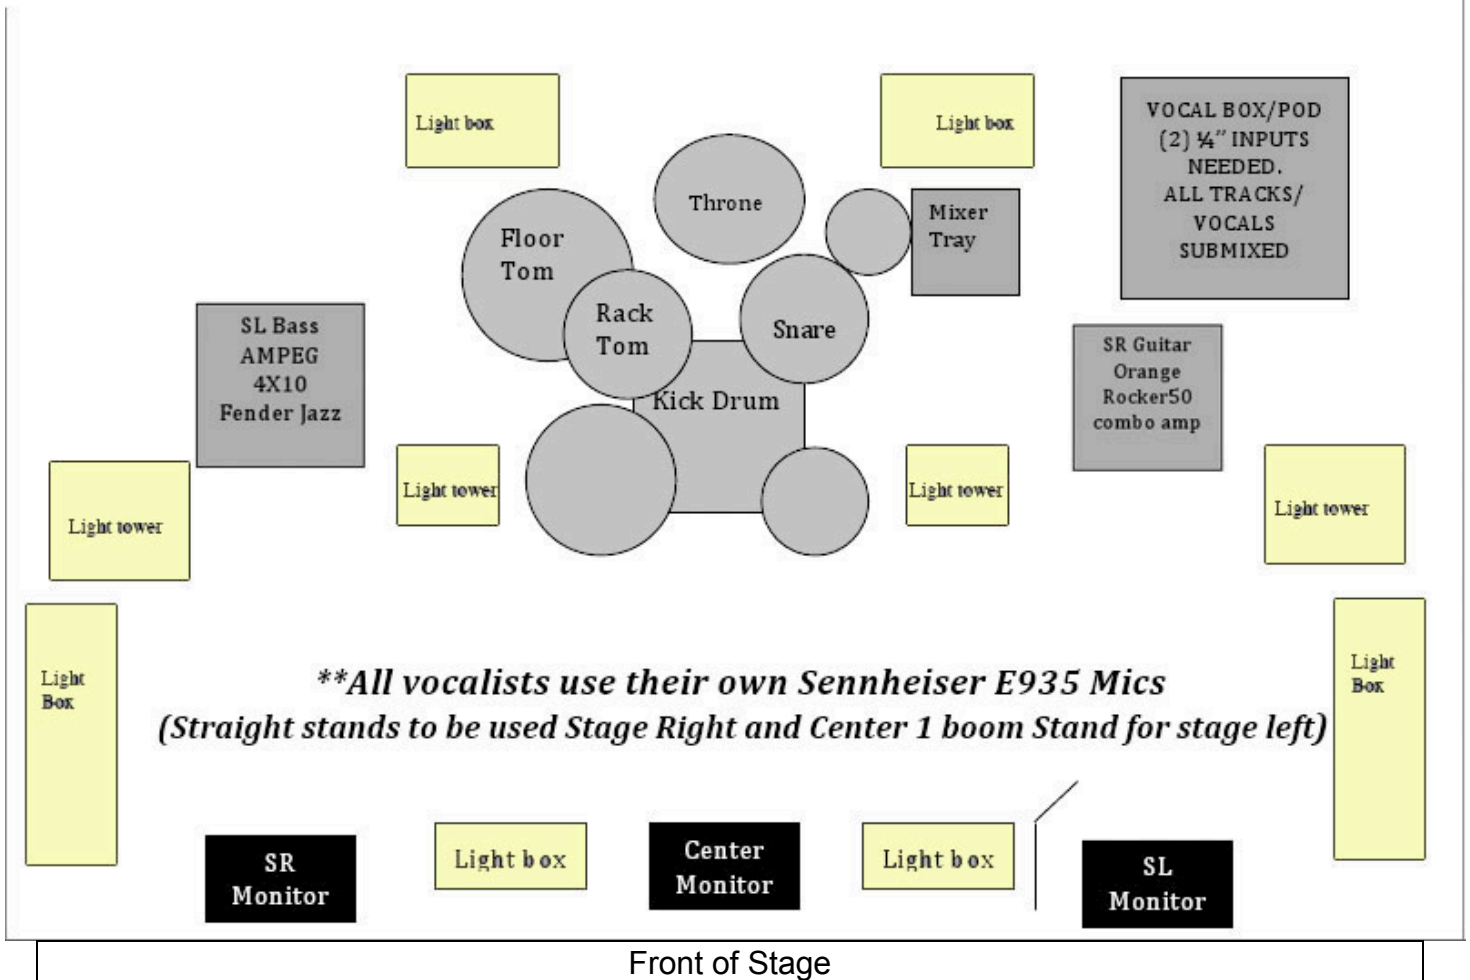 Light box
Light box
VOCAL BOX/POD
(2) ¼” INPUTS
NEEDED.
ALL TRACKS/
VOCALS
SUBMIXED
Throne
Mixer
Tray
Floor
Tom
Rack
Tom
Snare
Kick Drum
SL Bass
AMPEG
4X10
Fender Jazz
SR Guitar
Orange
Rocker50
combo amp
Light tower
Light tower
Light tower
Light tower
Light
Box
Light
Box
**All vocalists use their own Sennheiser E935 Mics
(Straight stands to be used Stage Right and Center 1 boom Stand for stage left)
SR
Monitor
Light box
Center
Monitor
Light box
SL
Monitor
Front of Stage